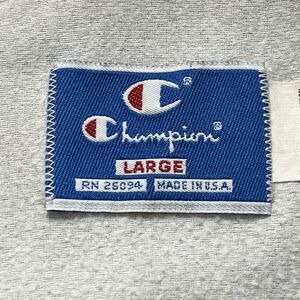 C®
Champion®
LARGE
RN 26094 MADE IN U.S.A.